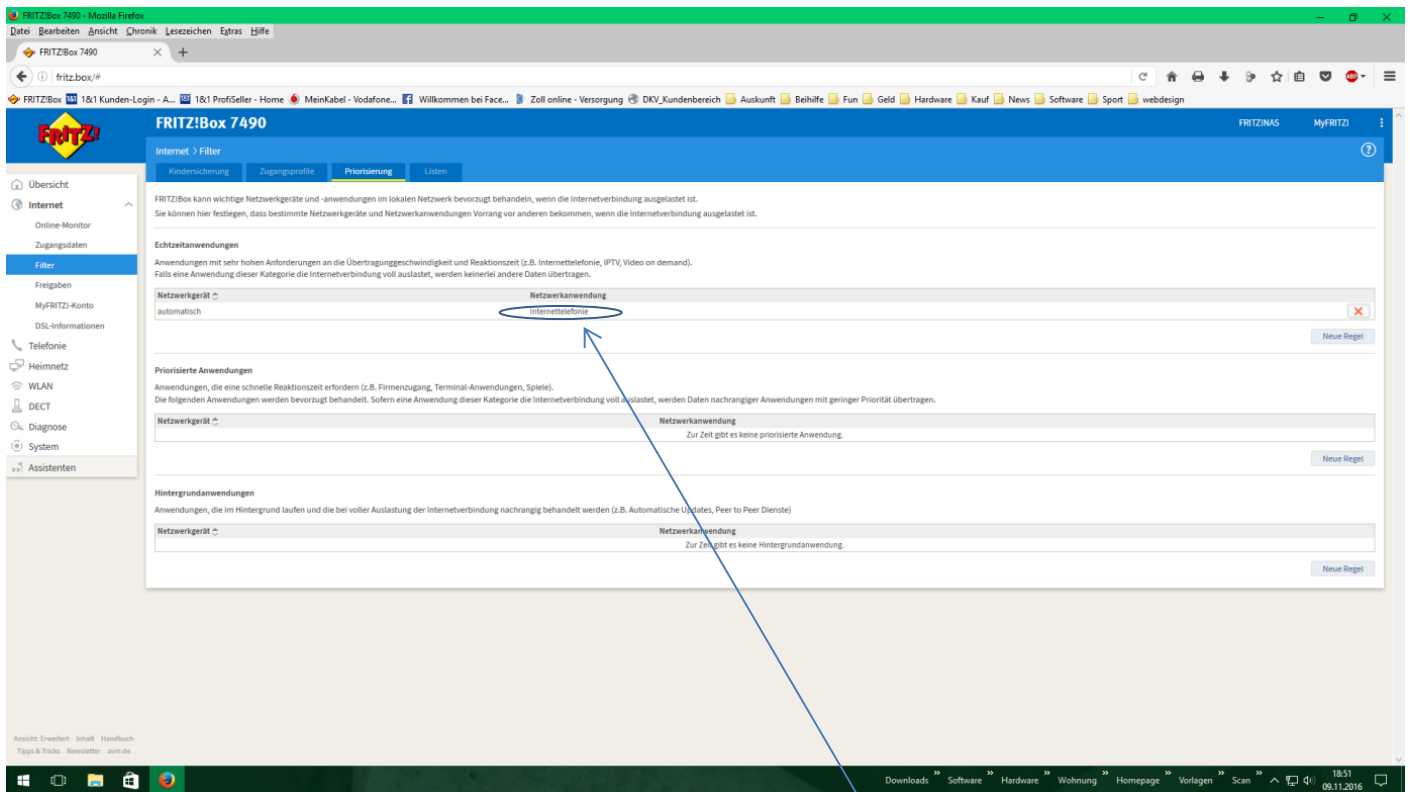 FRITZ!Box 7490 - Mozilla Firefox
Datei Bearbeiten Ansicht Chronik Lesezeichen Extras Hilfe
FRITZ!Box 7490
fritz.box/#
FRITZ!Box 1&1 Kunden-Login - A... 1&1 ProfiSeller - Home MeinKabel - Vodafone... Willkommen bei Face... Zoll online - Versorgung DKV_Kundenbereich Auskunft Beihilfe Fun Geld Hardware Kauf News Software Sport webdesign
FRITZ!
FRITZ!Box 7490
FRITZ!NAS MyFRITZ!
Internet > Filter
Kindersicherung Zugangsprofile Priorisierung Listen
Übersicht
Internet
Online-Monitor
Zugangsdaten
Filter
Freigaben
MyFRITZ!-Konto
DSL-Informationen
Telefonie
Heimnetz
WLAN
DECT
Diagnose
System
Assistenten
FRITZ!Box kann wichtige Netzwerkgeräte und -anwendungen im lokalen Netzwerk bevorzugt behandeln, wenn die Internetverbindung ausgelastet ist.
Sie können hier festlegen, dass bestimmte Netzwerkgeräte und Netzwerkanwendungen Vorrang vor anderen bekommen, wenn die Internetverbindung ausgelastet ist.
Echtzeitanwendungen
Anwendungen mit sehr hohen Anforderungen an die Übertragunggeschwindigkeit und Reaktionszeit (z.B. Internettelefonie, IPTV, Video on demand).
Falls eine Anwendung dieser Kategorie die Internetverbindung voll auslastet, werden keinerlei andere Daten übertragen.
Netzwerkgerät Netzwerkanwendung
automatisch Internettelefonie
Neue Regel
Priorisierte Anwendungen
Anwendungen, die eine schnelle Reaktionszeit erfordern (z.B. Firmenzugang, Terminal-Anwendungen, Spiele).
Die folgenden Anwendungen werden bevorzugt behandelt. Sofern eine Anwendung dieser Kategorie die Internetverbindung voll auslastet, werden Daten nachrangiger Anwendungen mit geringer Priorität übertragen.
Netzwerkgerät Netzwerkanwendung
Zur Zeit gibt es keine priorisierte Anwendung.
Neue Regel
Hintergrundanwendungen
Anwendungen, die im Hintergrund laufen und die bei voller Auslastung der Internetverbindung nachrangig behandelt werden (z.B. Automatische Updates, Peer to Peer Dienste)
Netzwerkgerät Netzwerkanwendung
Zur Zeit gibt es keine Hintergrundanwendung.
Neue Regel
Ansicht: Erweitert Inhalt Handbuch
Tipps & Tricks Newsletter avm.de
Downloads Software Hardware Wohnung Homepage Vorlagen Scan
18:51
09.11.2016